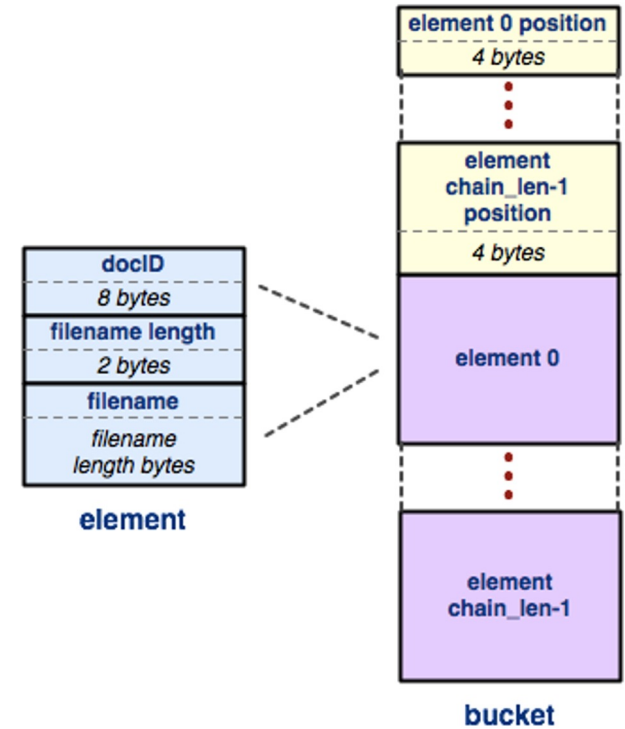 docID
8 bytes
filename length
2 bytes
filename
filename
length bytes
element
element 0 position
4 bytes
element
chain_len-1
position
4 bytes
element 0
element
chain_len-1
bucket